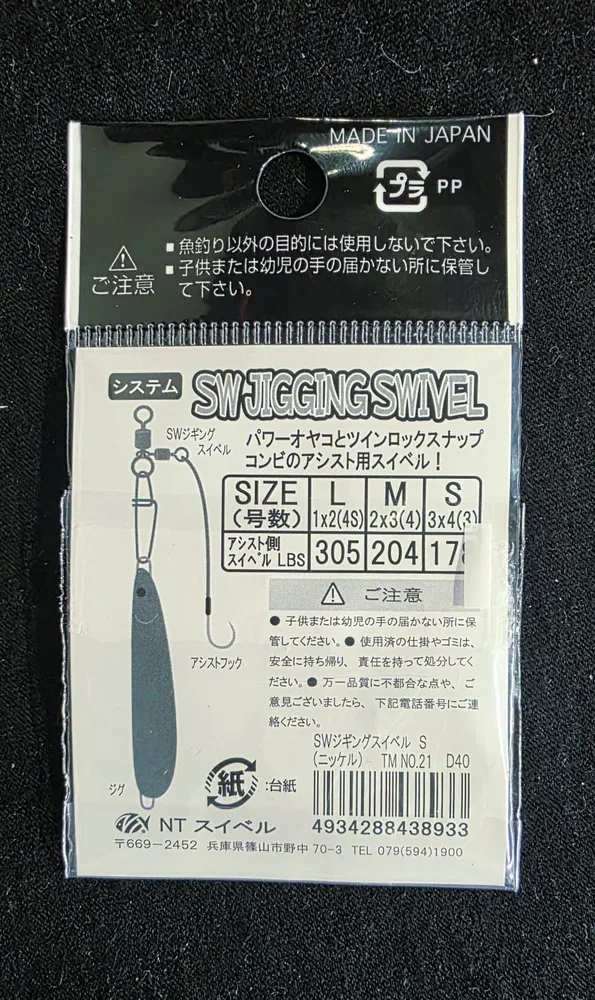 MADE IN JAPAN
プラ PP
ご注意
■ 魚釣り以外の目的には使用しないで下さい。
■ 子供または幼児の手の届かない所に保管し
て下さい。
システム SW JIGGING SWIVEL
SWジギング
スイベル
パワーオヤコとツインロックスナップ
コンビのアシスト用スイベル！
SIZE L M S
(号数) 1x2(4S) 2x3(4) 3x4(3)
アシスト側
スイベル LBS 305 204
ご注意
● 子供または幼児の手の届かない所に保
管してください。● 使用済の仕掛やゴミは、
安全に持ち帰り、責任を持って処分してく
ださい。● 万一品質に不都合な点や、ご
意見ございましたら、下記電話番号にご連
絡ください。
アシストフック
ジグ
紙 :台紙
SWジギングスイベル S
(ニッケル) TM NO.21 D40
4934288438933
NT スイベル
〒669-2452 兵庫県篠山市野中 70-3 TEL 079(594)1900